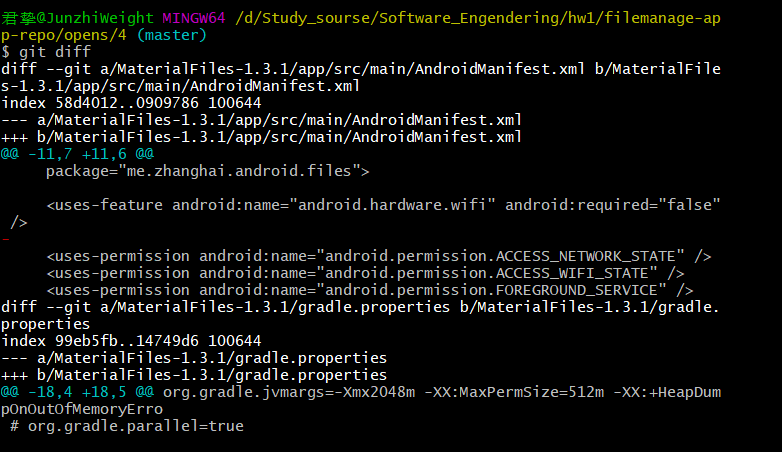 君挚@JunzhiWeight MINGW64 /d/Study_sourse/Software_Engendering/hw1/filemanage-ap
p-repo/opens/4 (master)
$ git diff
diff --git a/MaterialFiles-1.3.1/app/src/main/AndroidManifest.xml b/MaterialFile
s-1.3.1/app/src/main/AndroidManifest.xml
index 58d4012..0909786 100644
--- a/MaterialFiles-1.3.1/app/src/main/AndroidManifest.xml
+++ b/MaterialFiles-1.3.1/app/src/main/AndroidManifest.xml
@@ -11,7 +11,6 @@
     package="me.zhanghai.android.files">
     <uses-feature android:name="android.hardware.wifi" android:required="false"
 />
-
     <uses-permission android:name="android.permission.ACCESS_NETWORK_STATE" />
     <uses-permission android:name="android.permission.ACCESS_WIFI_STATE" />
     <uses-permission android:name="android.permission.FOREGROUND_SERVICE" />
diff --git a/MaterialFiles-1.3.1/gradle.properties b/MaterialFiles-1.3.1/gradle.
properties
index 99eb5fb..14749d6 100644
--- a/MaterialFiles-1.3.1/gradle.properties
+++ b/MaterialFiles-1.3.1/gradle.properties
@@ -18,4 +18,5 @@ org.gradle.jvmargs=-Xmx2048m -XX:MaxPermSize=512m -XX:+HeapDum
pOnOutOfMemoryErro
 # org.gradle.parallel=true